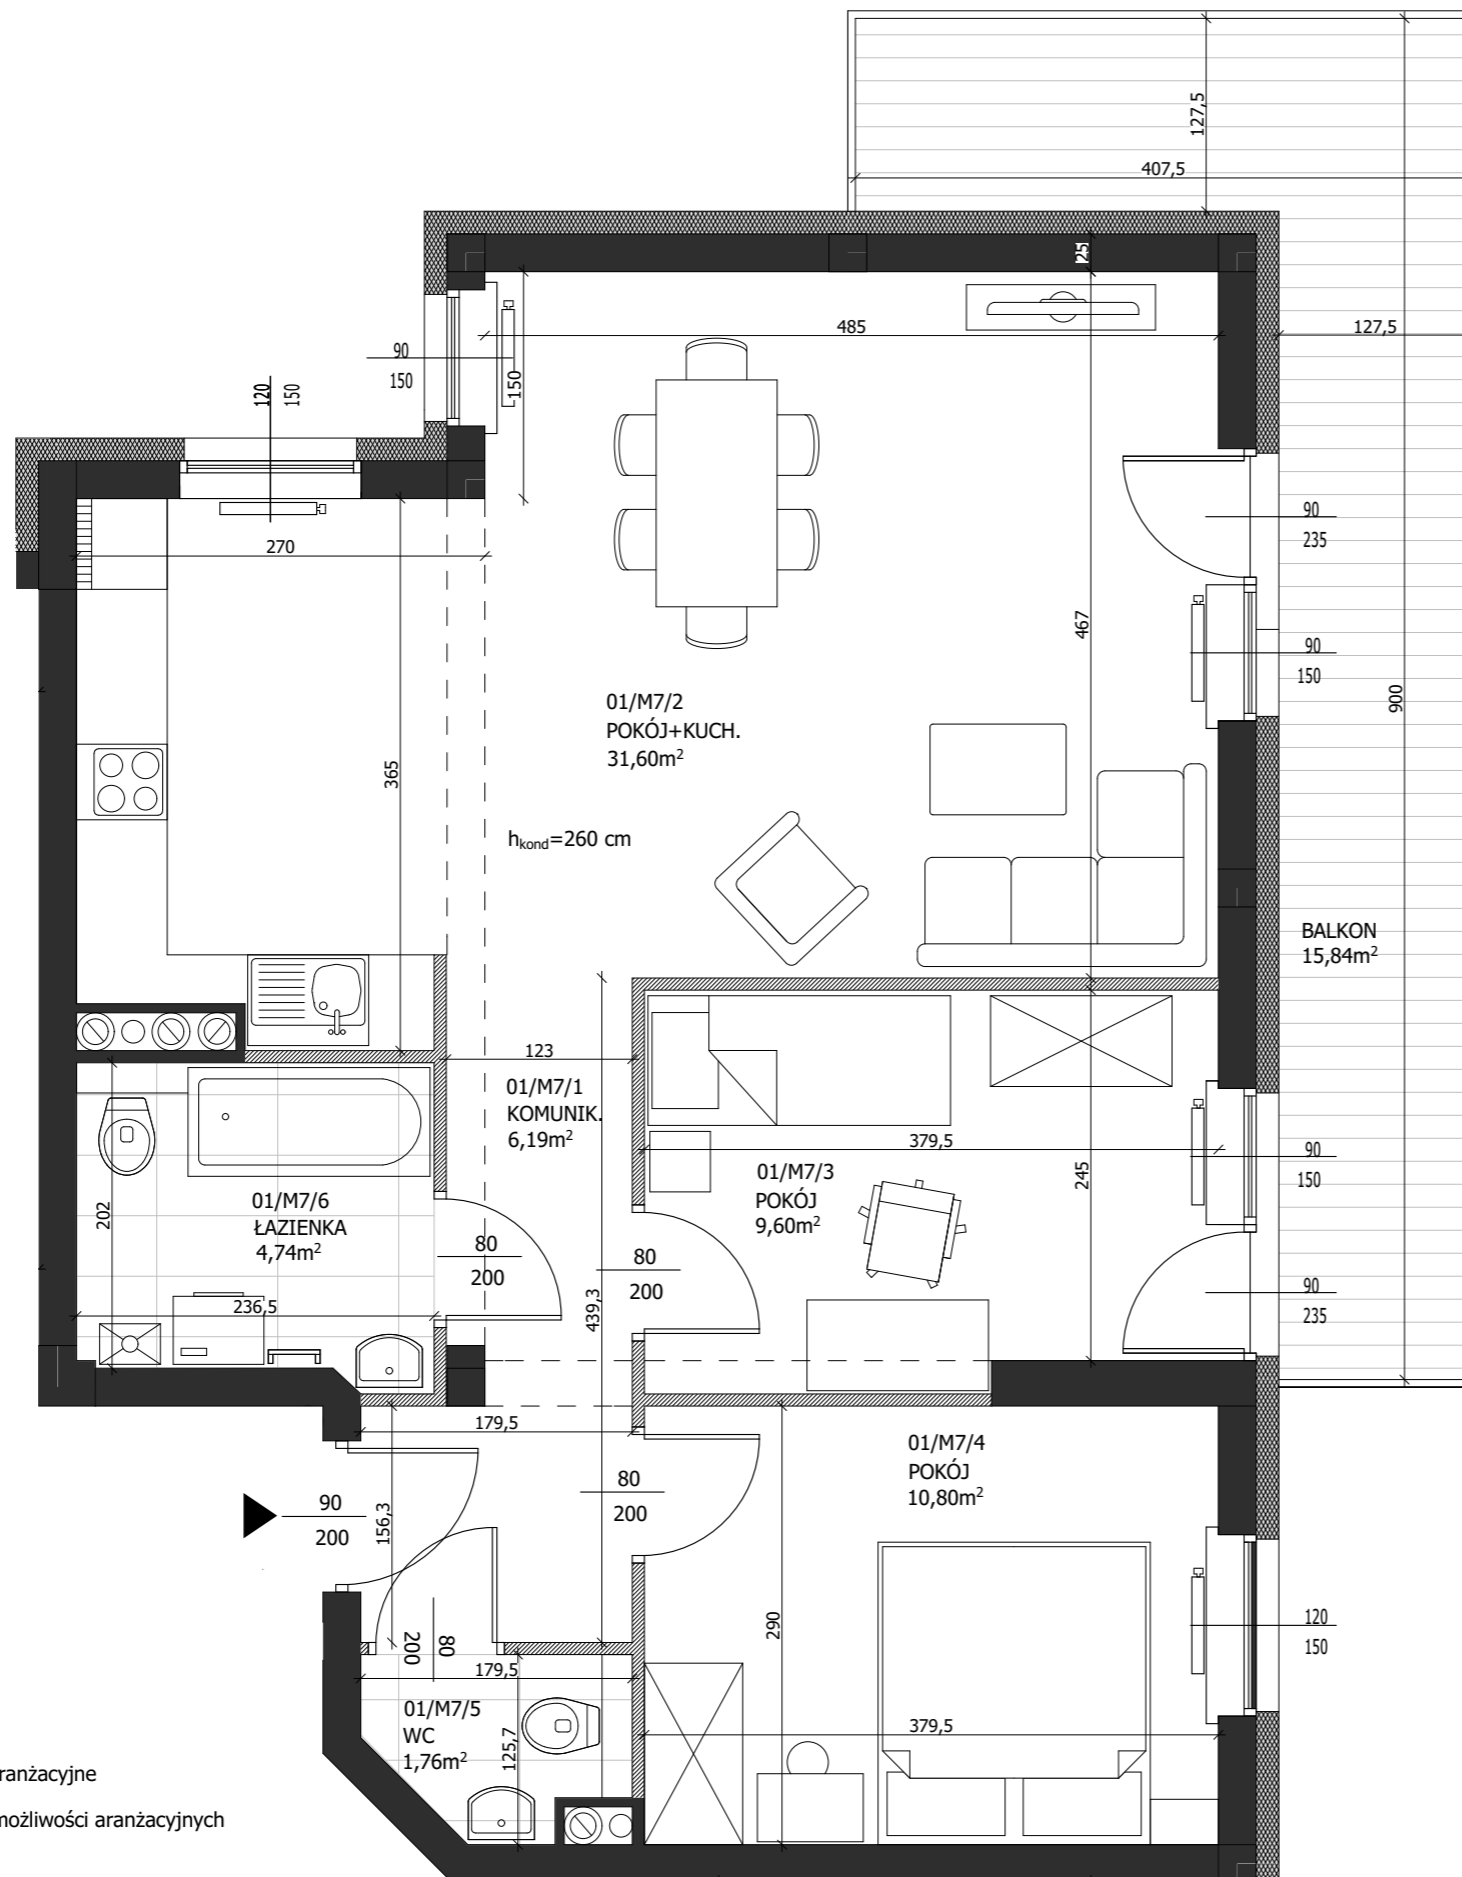 127,5
407,5
25
485
127,5
90
150
150
120
150
270
90
235
467
90
150
900
01/M7/2
POKÓJ+KUCH.
31,60m²
365
h_kond=260 cm
BALKON
15,84m²
123
01/M7/1
KOMUNIK.
6,19m²
379,5
245
90
150
01/M7/3
POKÓJ
9,60m²
202
01/M7/6
ŁAZIENKA
4,74m²
80
200
80
200
439,3
236,5
90
235
179,5
01/M7/4
POKÓJ
10,80m²
80
200
90
200
156,3
290
120
150
80
200
179,5
01/M7/5
WC
1,76m²
125,7
379,5
ranżacyjne
możliwości aranżacyjnych